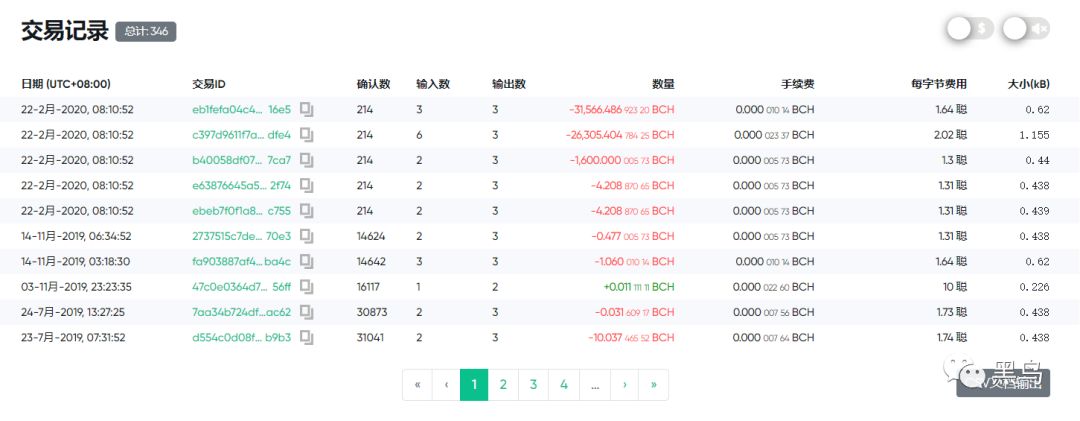 交易记录 总计: 346
日期 (UTC+08:00) 交易ID 确认数 输入数 输出数 数量 手续费 每字节费用 大小(kB)
22-2月-2020, 08:10:52 eb1fefa04c4... 16e5 214 3 3 -31,566.486 923 20 BCH 0.000 010 14 BCH 1.64 聪 0.62
22-2月-2020, 08:10:52 c397d9611f7a... dfe4 214 6 3 -26,305.404 784 25 BCH 0.000 023 37 BCH 2.02 聪 1.155
22-2月-2020, 08:10:52 b40058df07... 7ca7 214 2 3 -1,600.000 005 73 BCH 0.000 005 73 BCH 1.3 聪 0.44
22-2月-2020, 08:10:52 e63876645a5... 2f74 214 2 3 -4.208 870 65 BCH 0.000 005 73 BCH 1.31 聪 0.438
22-2月-2020, 08:10:52 ebeb7f0f1a8... c755 214 2 3 -4.208 870 65 BCH 0.000 005 73 BCH 1.31 聪 0.439
14-11月-2019, 06:34:52 2737515c7de... 70e3 14624 2 3 -0.477 005 73 BCH 0.000 005 73 BCH 1.31 聪 0.438
14-11月-2019, 03:18:30 fa903887af4... ba4c 14642 3 3 -1.060 010 14 BCH 0.000 010 14 BCH 1.64 聪 0.62
03-11月-2019, 23:23:35 47c0e0364d7... 56ff 16117 1 2 +0.011 111 11 BCH 0.000 022 60 BCH 10 聪 0.226
24-7月-2019, 13:27:25 7aa34b724df... ac62 30873 2 3 -0.031 609 17 BCH 0.000 007 56 BCH 1.73 聪 0.438
23-7月-2019, 07:31:52 d554c0d08f... b9b3 31041 2 3 -10.037 465 52 BCH 0.000 007 64 BCH 1.74 聪 0.438
« ‹ 1 2 3 4 ... › »
黑鸟
文档输出